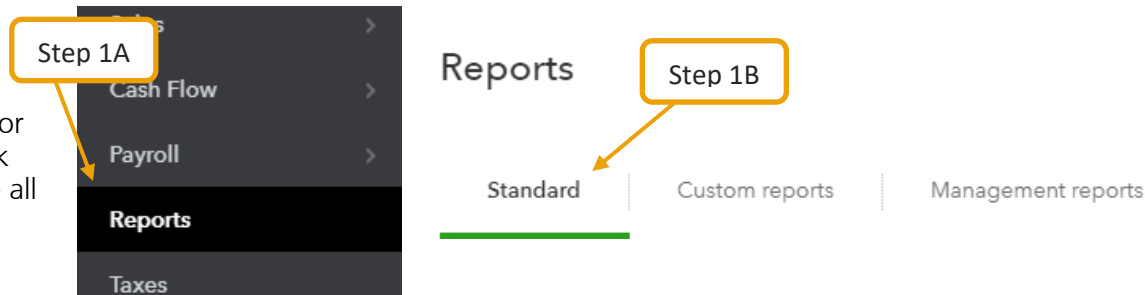 Step 1A
Cash Flow
Payroll
Reports
Taxes
or
k
all
Reports
Step 1B
Standard
Custom reports
Management reports